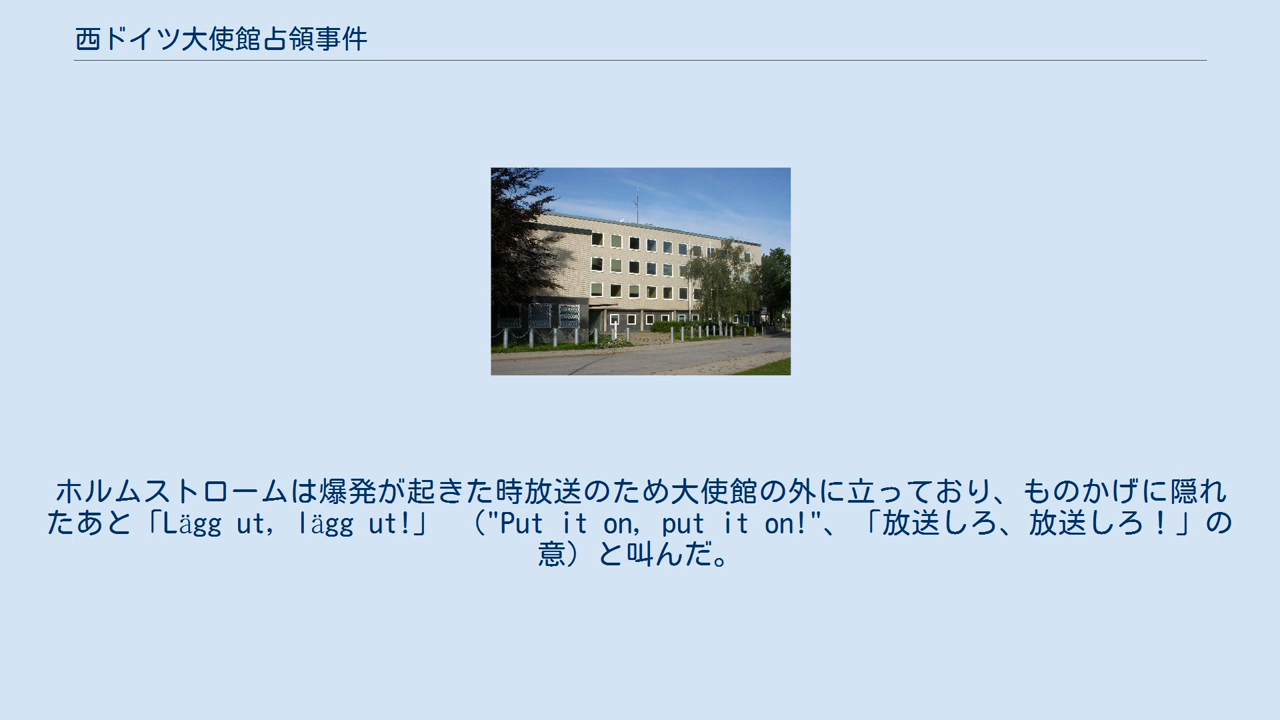 西ドイツ大使館占領事件
ホルムストロームは爆発が起きた時放送のため大使館の外に立っており、ものかげに隠れ
たあと「Lägg ut, lägg ut!」 （"Put it on, put it on!"、「放送しろ、放送しろ！」の
意）と叫んだ。